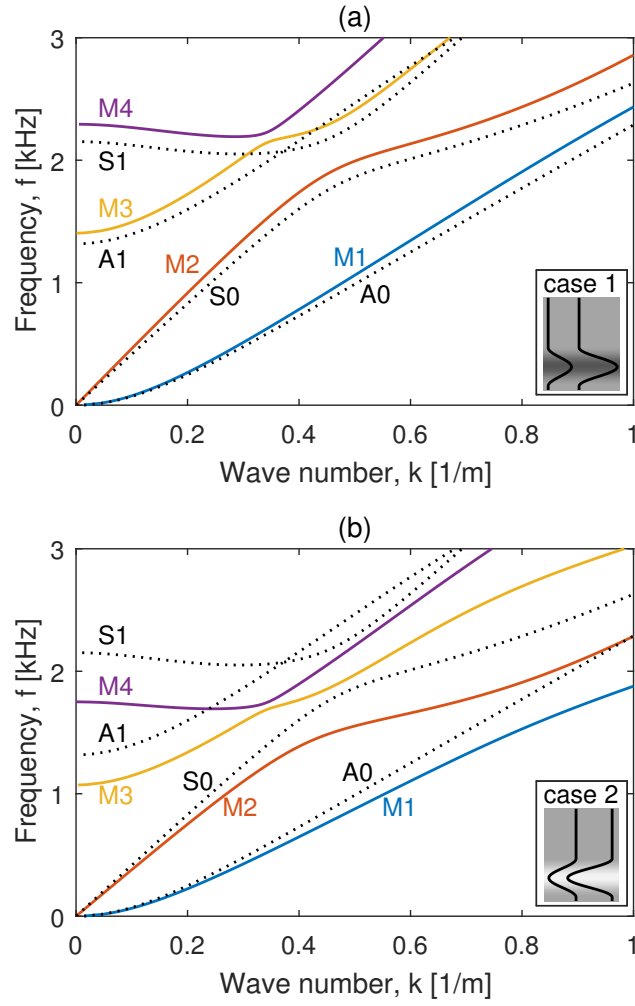 (a)
3
M4
S1
2
M3
A1
M2
M1
S0
A0
1
case 1
0
Frequency, f [kHz]
0 0.2 0.4 0.6 0.8 1
Wave number, k [1/m]
(b)
3
S1
M4
2
A1
S0
A0
M3
M2
M1
1
case 2
0
Frequency, f [kHz]
0 0.2 0.4 0.6 0.8 1
Wave number, k [1/m]